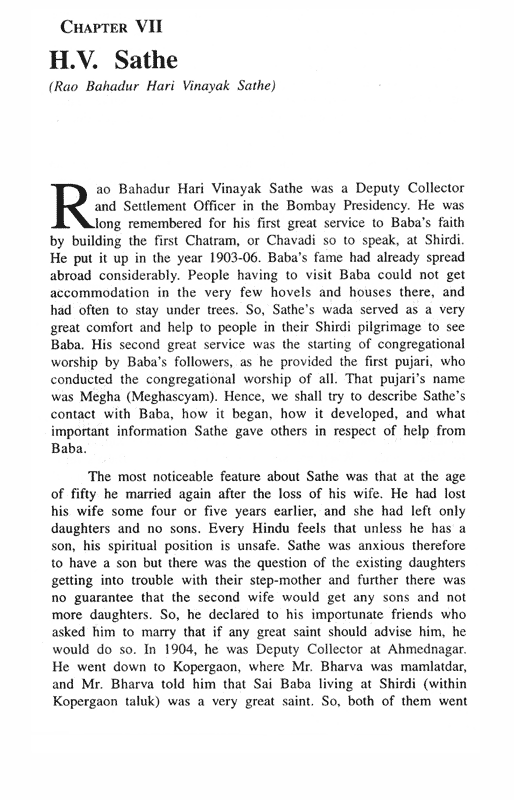 CHAPTER VII
H.V. Sathe
(Rao Bahadur Hari Vinayak Sathe)
Rao Bahadur Hari Vinayak Sathe was a Deputy Collector
and Settlement Officer in the Bombay Presidency. He was
long remembered for his first great service to Baba's faith
by building the first Chatram, or Chavadi so to speak, at Shirdi.
He put it up in the year 1903-06. Baba's fame had already spread
abroad considerably. People having to visit Baba could not get
accommodation in the very few hovels and houses there, and
had often to stay under trees. So, Sathe's wada served as a very
great comfort and help to people in their Shirdi pilgrimage to see
Baba. His second great service was the starting of congregational
worship by Baba's followers, as he provided the first pujari, who
conducted the congregational worship of all. That pujari's name
was Megha (Meghascyam). Hence, we shall try to describe Sathe's
contact with Baba, how it began, how it developed, and what
important information Sathe gave others in respect of help from
Baba.
The most noticeable feature about Sathe was that at the age
of fifty he married again after the loss of his wife. He had lost
his wife some four or five years earlier, and she had left only
daughters and no sons. Every Hindu feels that unless he has a
son, his spiritual position is unsafe. Sathe was anxious therefore
to have a son but there was the question of the existing daughters
getting into trouble with their step-mother and further there was
no guarantee that the second wife would get any sons and not
more daughters. So, he declared to his importunate friends who
asked him to marry that if any great saint should advise him, he
would do so. In 1904, he was Deputy Collector at Ahmednagar.
He went down to Kopergaon, where Mr. Bharva was mamlatdar,
and Mr. Bharva told him that Sai Baba living at Shirdi (within
Kopergaon taluk) was a very great saint. So, both of them went